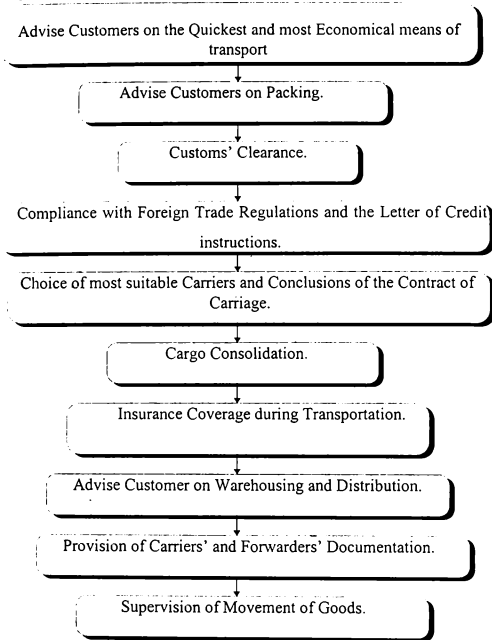 Advise Customers on the Quickest and most Economical means of
transport
Advise Customers on Packing.
Customs' Clearance.
Compliance with Foreign Trade Regulations and the Letter of Credit
instructions.
Choice of most suitable Carriers and Conclusions of the Contract of
Carriage.
Cargo Consolidation.
Insurance Coverage during Transportation.
Advise Customer on Warehousing and Distribution.
Provision of Carriers' and Forwarders' Documentation.
Supervision of Movement of Goods.